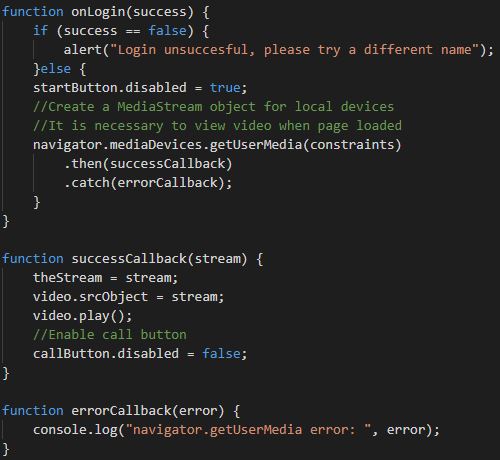 function onLogin(success) {
    if (success == false) {
        alert("Login unsuccesful, please try a different name");
    }else {
    startButton.disabled = true;
    //Create a MediaStream object for local devices
    //It is necessary to view video when page loaded
    navigator.mediaDevices.getUserMedia(constraints)
        .then(successCallback)
        .catch(errorCallback);
    }
}

function successCallback(stream) {
    theStream = stream;
    video.srcObject = stream;
    video.play();
    //Enable call button
    callButton.disabled = false;
}

function errorCallback(error) {
    console.log("navigator.getUserMedia error: ", error);
}